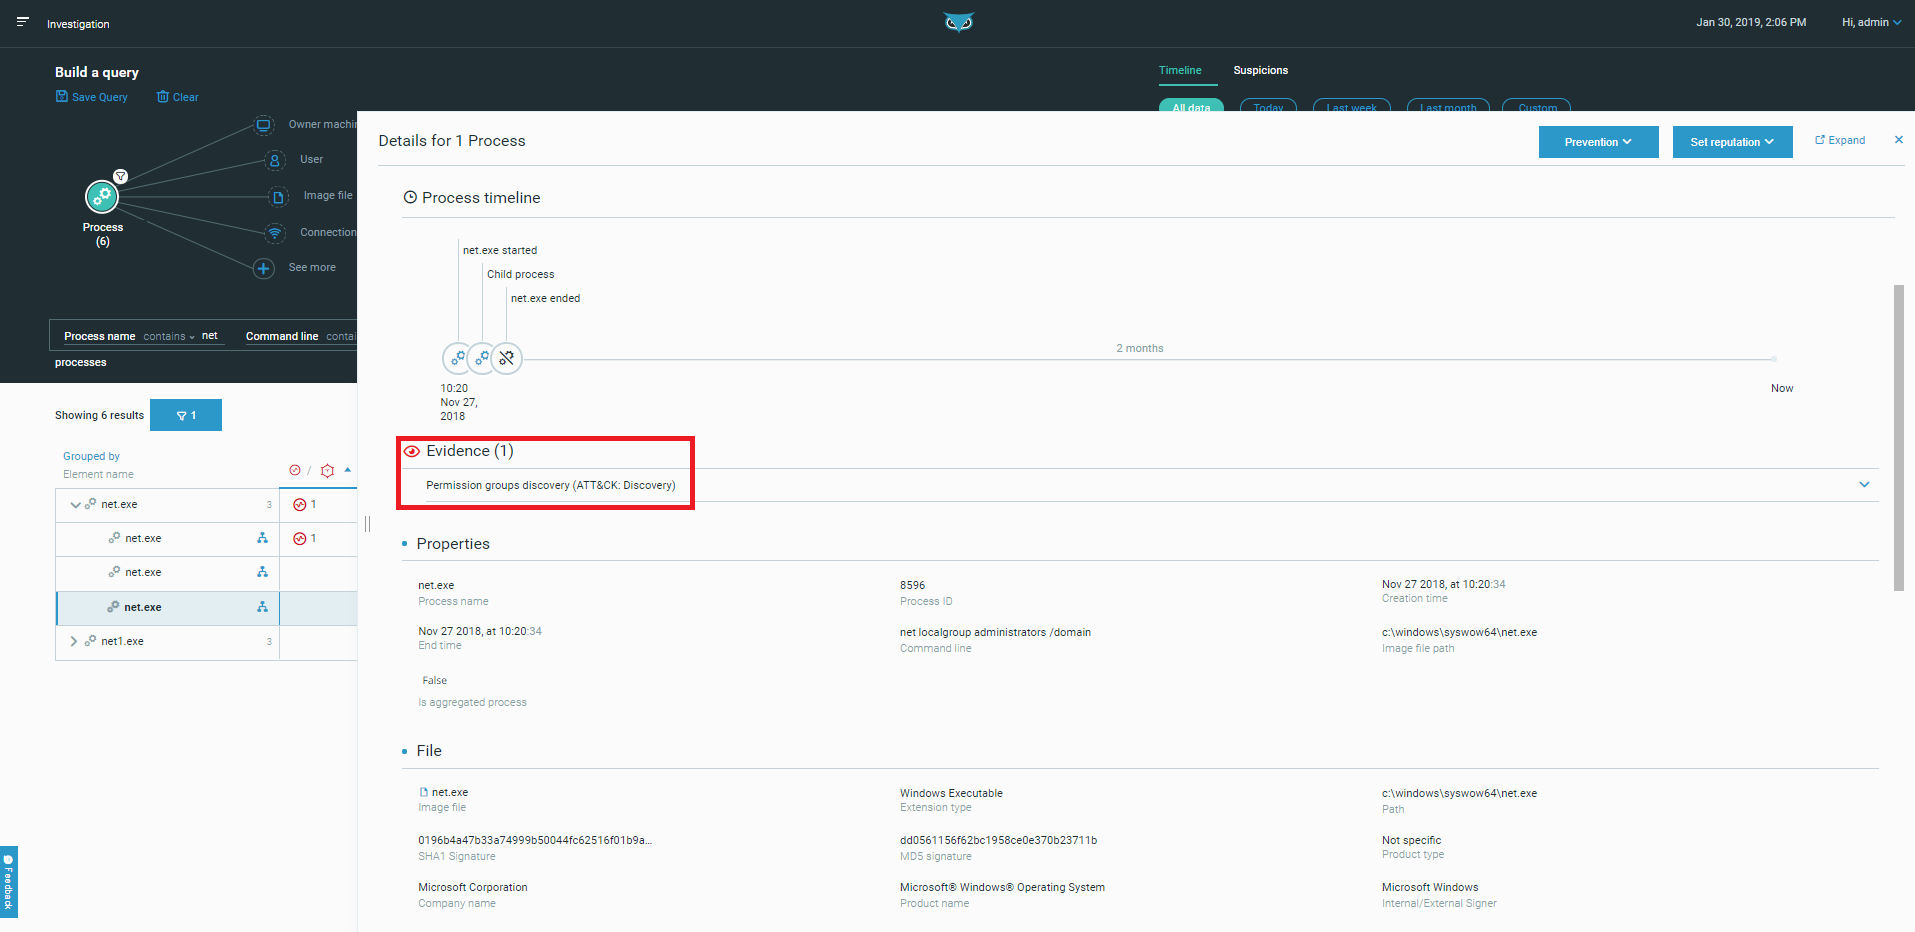 Investigation
Jan 30, 2019, 2:06 PM
Hi, admin
Build a query
Save Query
Clear
Timeline
Suspicions
All data
Today
Last week
Last month
Custom
Owner machin
User
Image file
Connection
See more
Process
(6)
Process name contains net
Command line contai
processes
Showing 6 results
1
Grouped by
Element name
/
net.exe 3 1
net.exe 1
net.exe
net.exe
net1.exe 3
Feedback
Details for 1 Process
Prevention
Set reputation
Expand
Process timeline
net.exe started
Child process
net.exe ended
2 months
10:20
Nov 27,
2018
Now
Evidence (1)
Permission groups discovery (ATT&CK: Discovery)
Properties
net.exe
Process name
8596
Process ID
Nov 27 2018, at 10:20:34
Creation time
Nov 27 2018, at 10:20:34
End time
net localgroup administrators /domain
Command line
c:\windows\syswow64\net.exe
Image file path
False
Is aggregated process
File
net.exe
Image file
Windows Executable
Extension type
c:\windows\syswow64\net.exe
Path
0196b4a47b33a74999b50044fc62516f01b9a...
SHA1 Signature
dd0561156f62bc1958ce0e370b23711b
MD5 signature
Not specific
Product type
Microsoft Corporation
Company name
Microsoft® Windows® Operating System
Product name
Microsoft Windows
Internal/External Signer